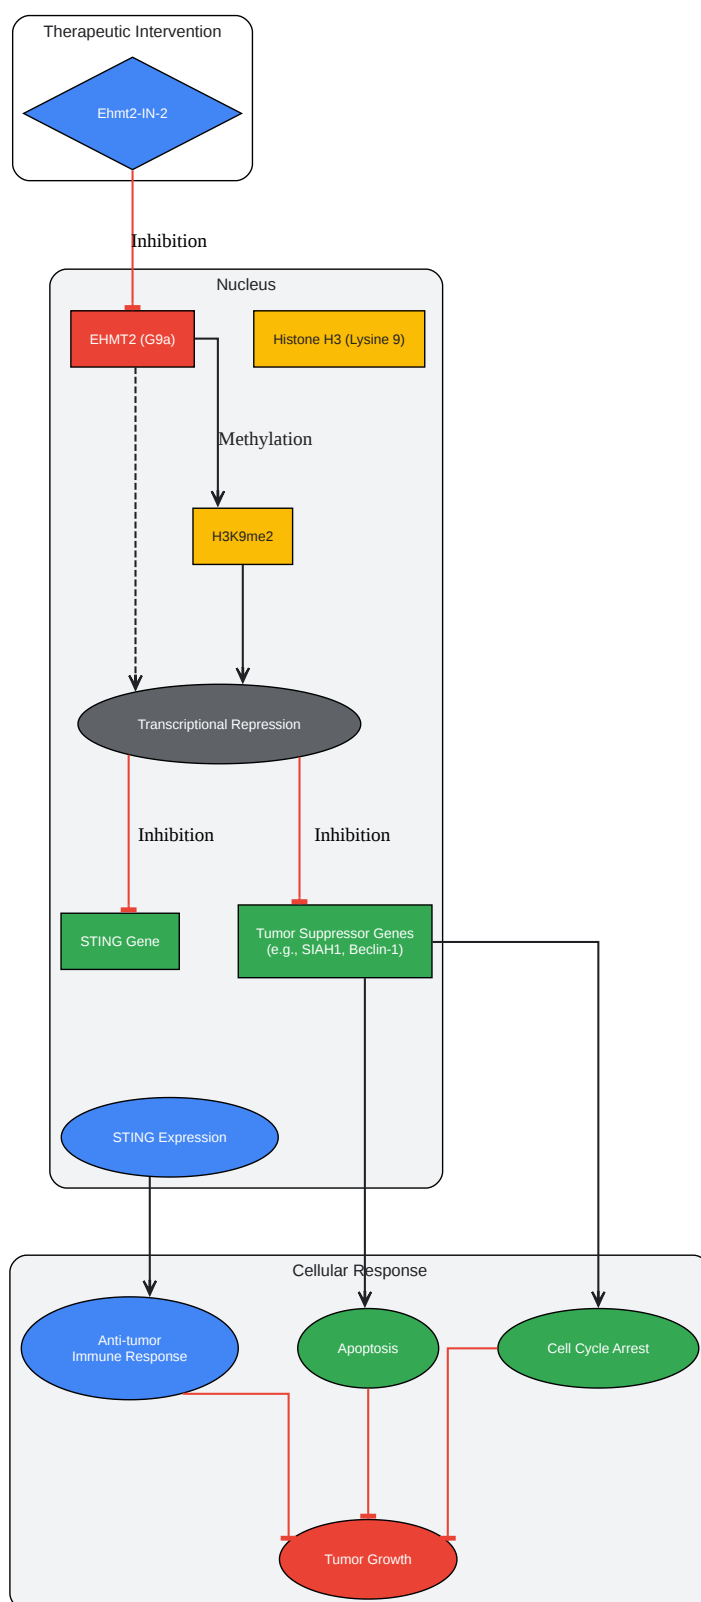 Therapeutic Intervention
Ehmt2-IN-2
Inhibition
Nucleus
EHMT2 (G9a)
Histone H3 (Lysine 9)
Methylation
H3K9me2
Transcriptional Repression
Inhibition
Inhibition
STING Gene
Tumor Suppressor Genes
(e.g., SIAH1, Beclin-1)
STING Expression
Cellular Response
Anti-tumor
Immune Response
Apoptosis
Cell Cycle Arrest
Tumor Growth